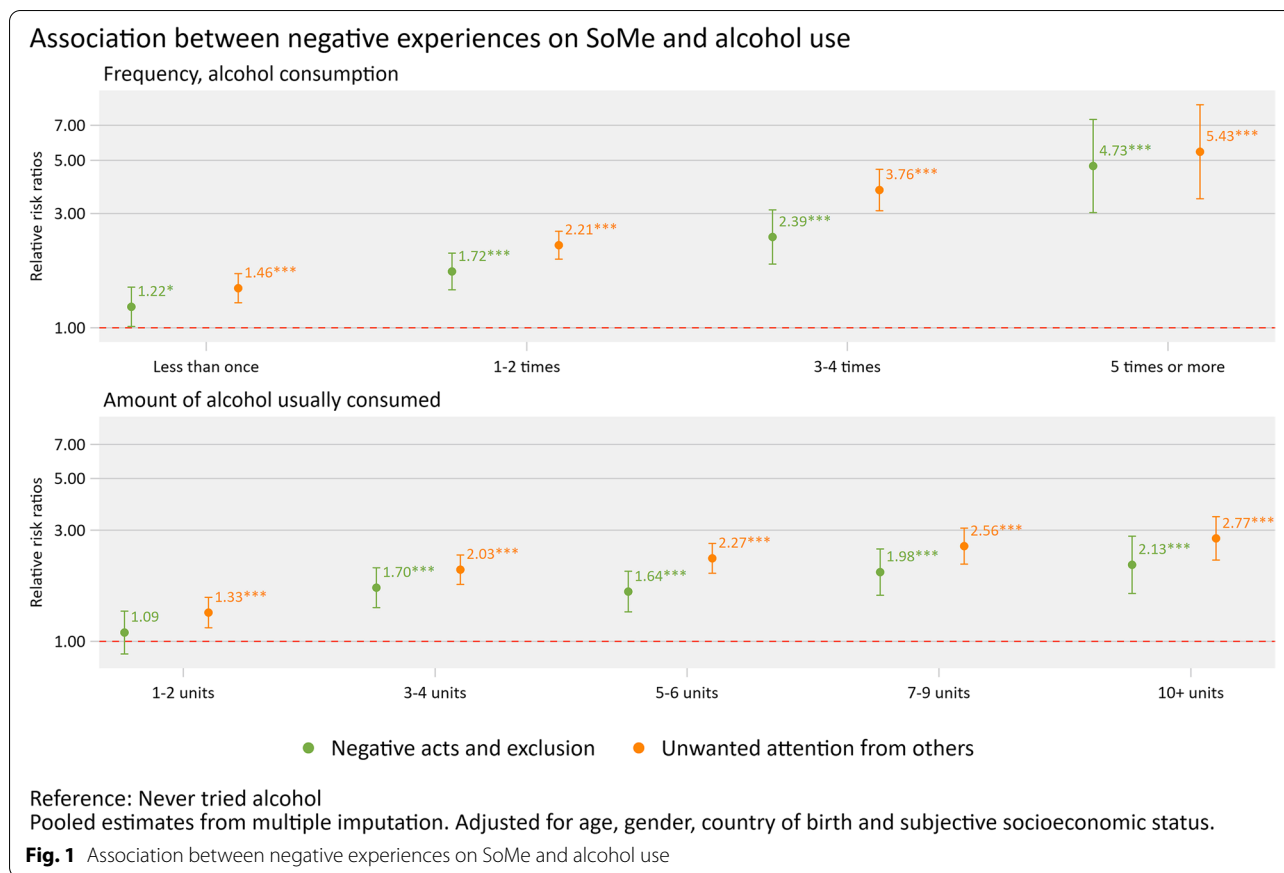 Association between negative experiences on SoMe and alcohol use
Frequency, alcohol consumption
Relative risk ratios
7.00
5.00
3.00
1.00
1.22*
1.46***
1.72***
2.21***
2.39***
3.76***
4.73***
5.43***
Less than once
1-2 times
3-4 times
5 times or more
Amount of alcohol usually consumed
Relative risk ratios
7.00
5.00
3.00
1.00
1.09
1.33***
1.70***
2.03***
1.64***
2.27***
1.98***
2.56***
2.13***
2.77***
1-2 units
3-4 units
5-6 units
7-9 units
10+ units
Negative acts and exclusion
Unwanted attention from others
Reference: Never tried alcohol
Pooled estimates from multiple imputation. Adjusted for age, gender, country of birth and subjective socioeconomic status.
Fig. 1 Association between negative experiences on SoMe and alcohol use